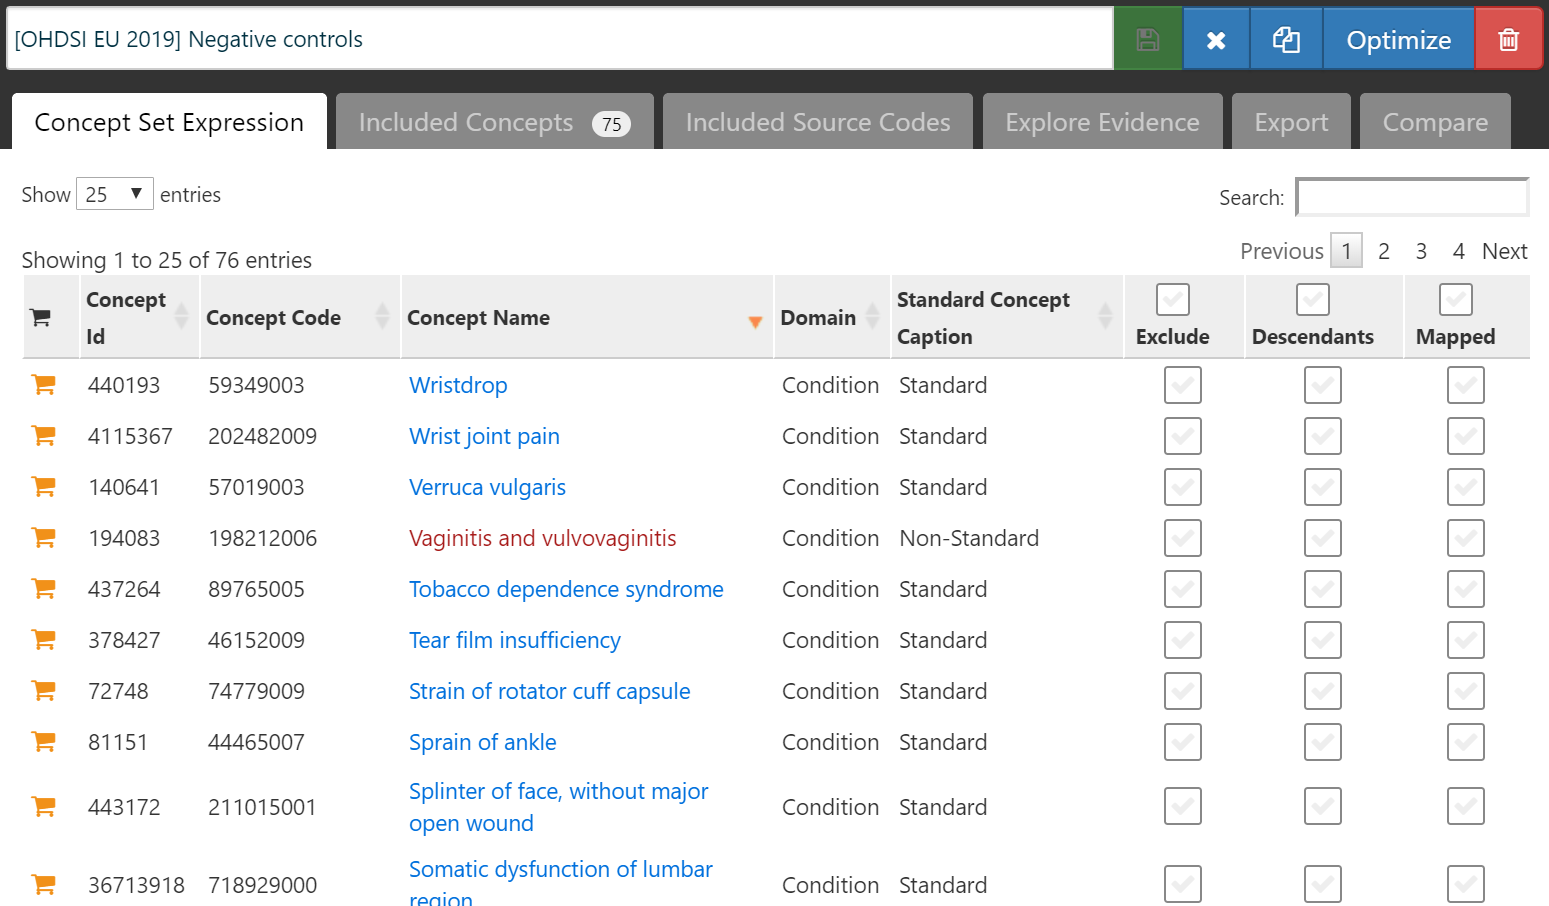 [OHDSI EU 2019] Negative controls
Optimize
Concept Set Expression Included Concepts 75 Included Source Codes Explore Evidence Export Compare
Show 25 entries
Search:
Showing 1 to 25 of 76 entries
Previous 1 2 3 4 Next
Concept Id Concept Code Concept Name Domain Standard Concept Caption Exclude Descendants Mapped
440193 59349003 Wristdrop Condition Standard
4115367 202482009 Wrist joint pain Condition Standard
140641 57019003 Verruca vulgaris Condition Standard
194083 198212006 Vaginitis and vulvovaginitis Condition Non-Standard
437264 89765005 Tobacco dependence syndrome Condition Standard
378427 46152009 Tear film insufficiency Condition Standard
72748 74779009 Strain of rotator cuff capsule Condition Standard
81151 44465007 Sprain of ankle Condition Standard
443172 211015001 Splinter of face, without major open wound Condition Standard
36713918 718929000 Somatic dysfunction of lumbar region Condition Standard